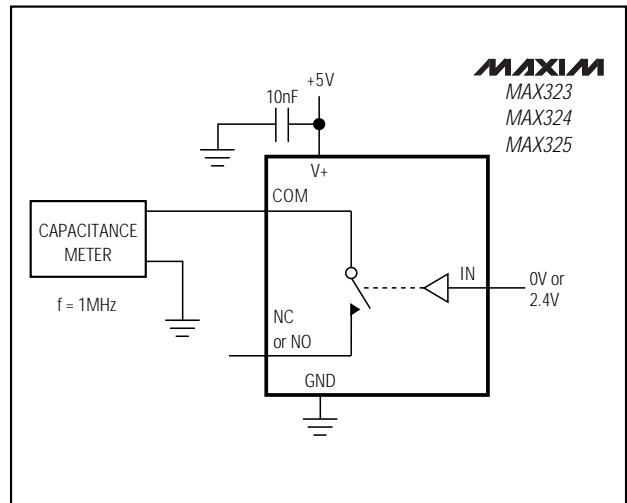 MAXIM
MAX323
MAX324
MAX325
+5V
10nF
V+
COM
CAPACITANCE
METER
f = 1MHz
IN
0V or
2.4V
NC
or NO
GND